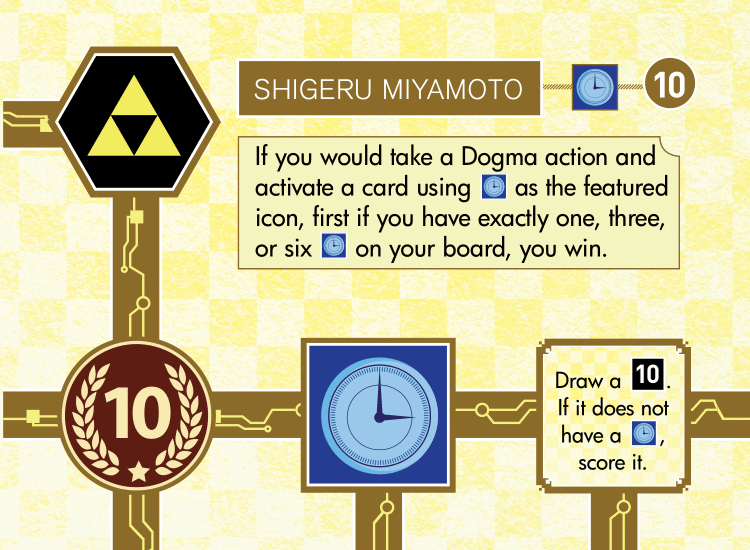 SHIGERU MIYAMOTO 10
If you would take a Dogma action and
activate a card using as the featured
icon, first if you have exactly one, three,
or six on your board, you win.
10
Draw a 10.
If it does not
have a ,
score it.